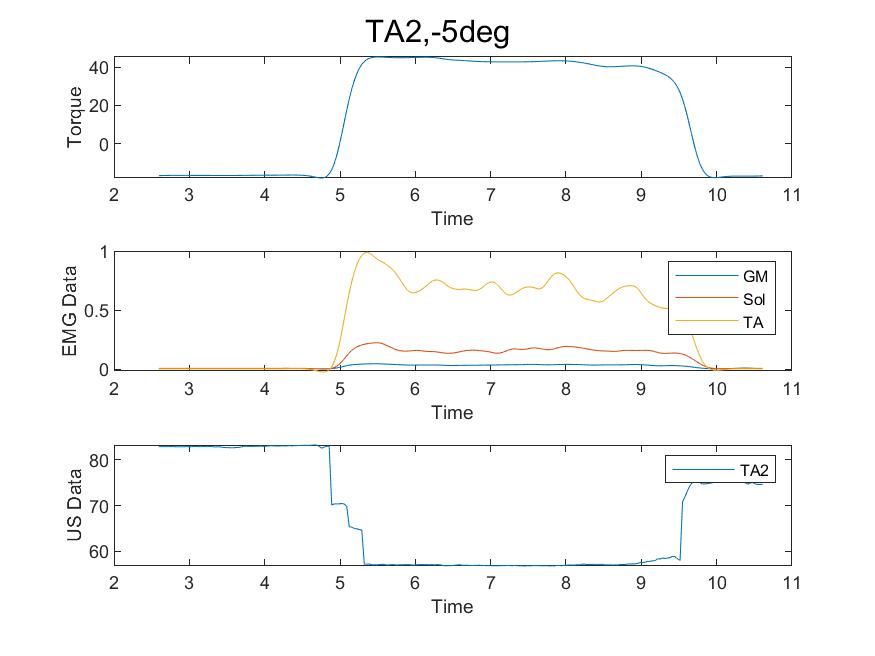 TA2,-5deg
40
20
0
Torque
2 3 4 5 6 7 8 9 10 11
Time
1
0.5
0
EMG Data
GM
Sol
TA
2 3 4 5 6 7 8 9 10 11
Time
80
70
60
US Data
TA2
2 3 4 5 6 7 8 9 10 11
Time